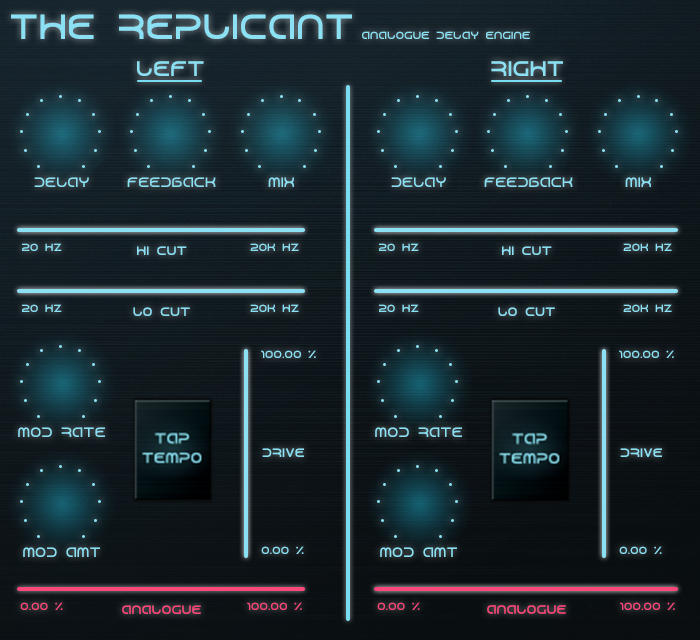 THE REPLICANT ANALOGUE DELAY ENGINE
LEFT
DELAY FEEDBACK MIX
20 HZ HI CUT 20K HZ
20 HZ LO CUT 20K HZ
100.00 %
MOD RATE
TAP
TEMPO
DRIVE
MOD AMT
0.00 %
0.00 % ANALOGUE 100.00 %
RIGHT
DELAY FEEDBACK MIX
20 HZ HI CUT 20K HZ
20 HZ LO CUT 20K HZ
100.00 %
MOD RATE
TAP
TEMPO
DRIVE
MOD AMT
0.00 %
0.00 % ANALOGUE 100.00 %